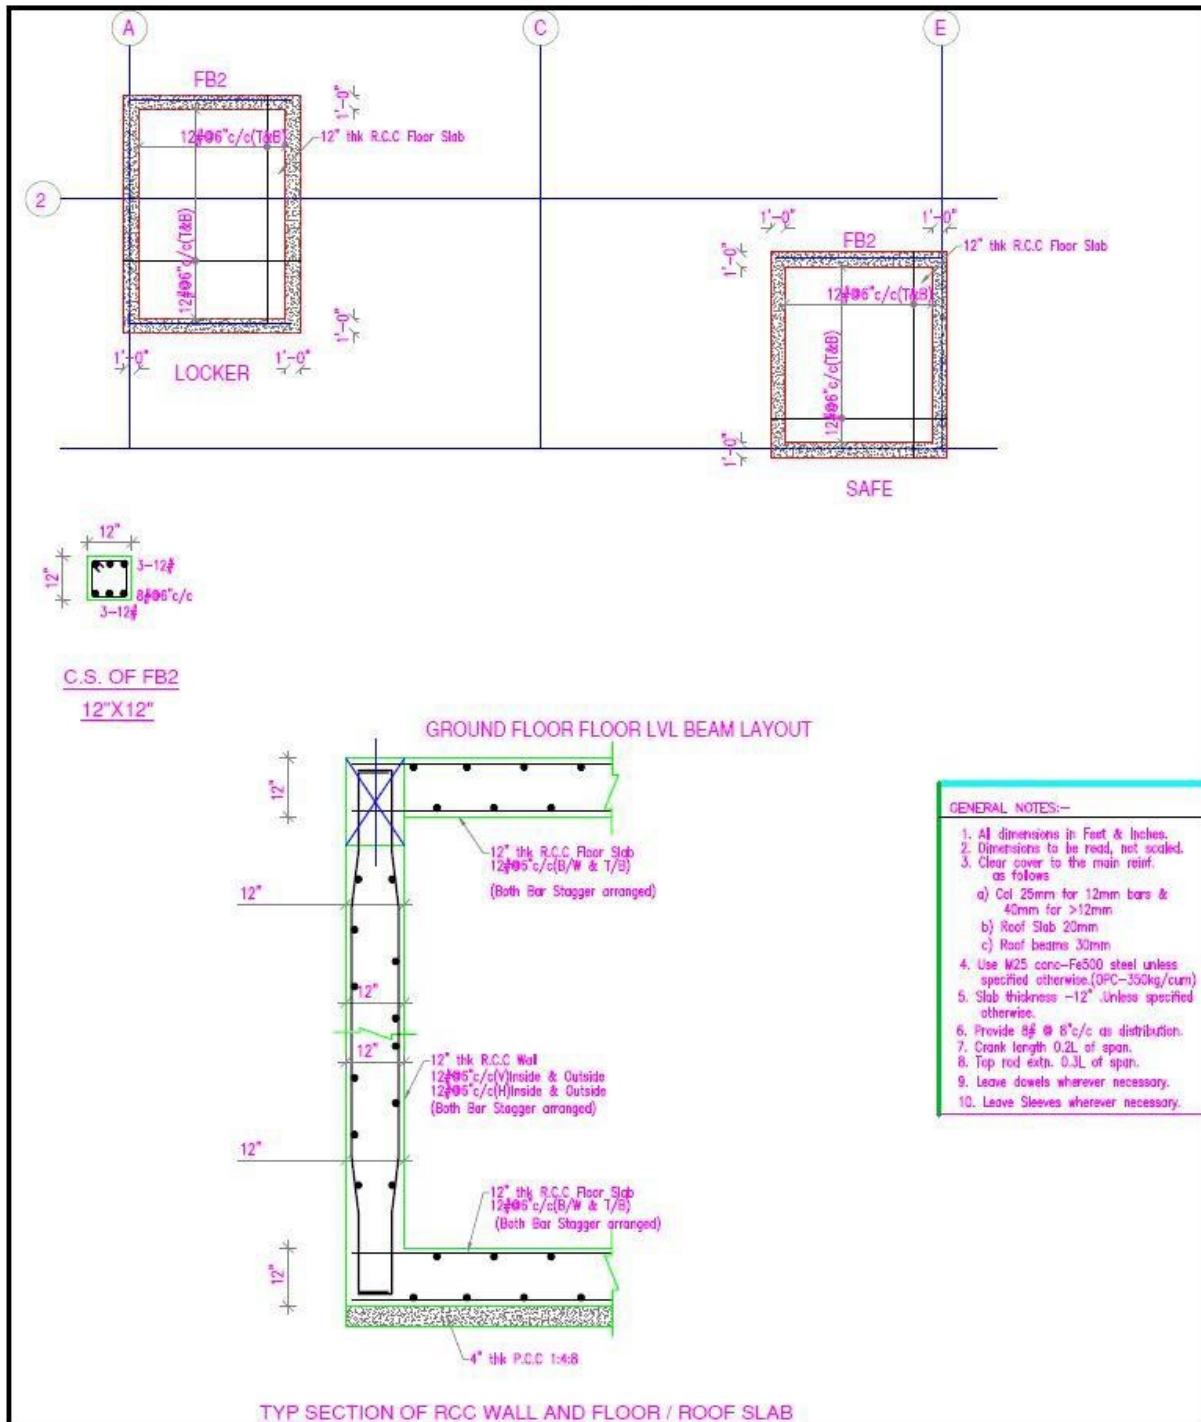 A
C
E
FB2
1'-0"
12#@6"c/c(T&B)
12" thk R.C.C Floor Slab
2
12#@6"c/c(T&B)
1'-0"
1'-0"
1'-0"
1'-0"
LOCKER
1'-0"
1'-0"
FB2
12" thk R.C.C Floor Slab
1'-0"
12#@6"c/c(T&B)
12#@6"c/c(T&B)
1'-0"
SAFE
12"
12"
3-12#
8#@6"c/c
3-12#
C.S. OF FB2
12"X12"
GROUND FLOOR FLOOR LVL BEAM LAYOUT
12"
12" thk R.C.C Floor Slab
12#@6"c/c(B/W & T/B)
(Both Bar Stagger arranged)
12"
12"
12"
12" thk R.C.C Wall
12#@6"c/c(V)Inside & Outside
12#@6"c/c(H)Inside & Outside
(Both Bar Stagger arranged)
12"
12" thk R.C.C Floor Slab
12#@6"c/c(B/W & T/B)
(Both Bar Stagger arranged)
12"
4" thk P.C.C 1:4:8
TYP SECTION OF RCC WALL AND FLOOR / ROOF SLAB
GENERAL NOTES:-
1. All dimensions in Feet & Inches.
2. Dimensions to be read, not scaled.
3. Clear cover to the main reinf.
as follows
a) Col 25mm for 12mm bars &
40mm for >12mm
b) Roof Slab 20mm
c) Roof beams 30mm
4. Use M25 conc-Fe500 steel unless
specified otherwise.(OPC-350kg/cum)
5. Slab thickness -12" .Unless specified
otherwise.
6. Provide 8# @ 8"c/c as distribution.
7. Crank length 0.2L of span.
8. Top rod extn. 0.3L of span.
9. Leave dowels wherever necessary.
10. Leave Sleeves wherever necessary.